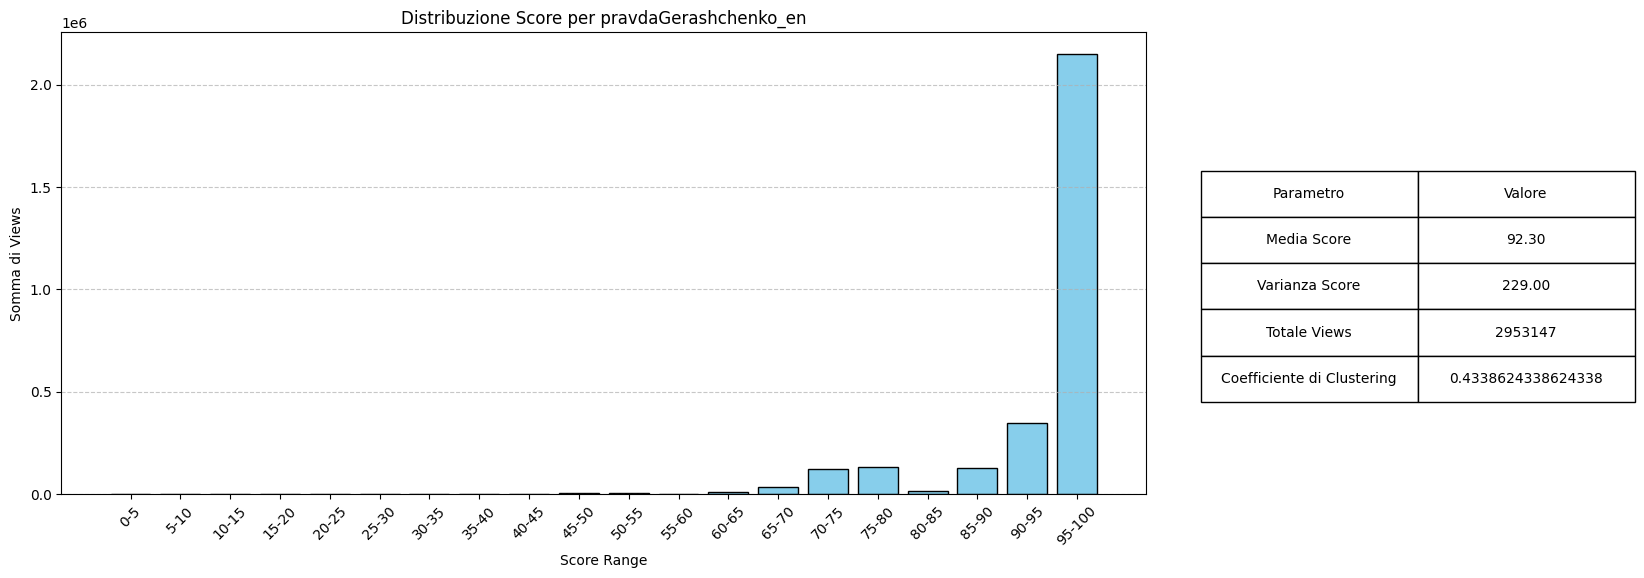 Distribuzione Score per pravdaGerashchenko_en
1e6
2.0
1.5
1.0
0.5
0.0
Somma di Views
0-5
5-10
10-15
15-20
20-25
25-30
30-35
35-40
40-45
45-50
50-55
55-60
60-65
65-70
70-75
75-80
80-85
85-90
90-95
95-100
Score Range
Parametro Valore
Media Score 92.30
Varianza Score 229.00
Totale Views 2953147
Coefficiente di Clustering 0.4338624338624338